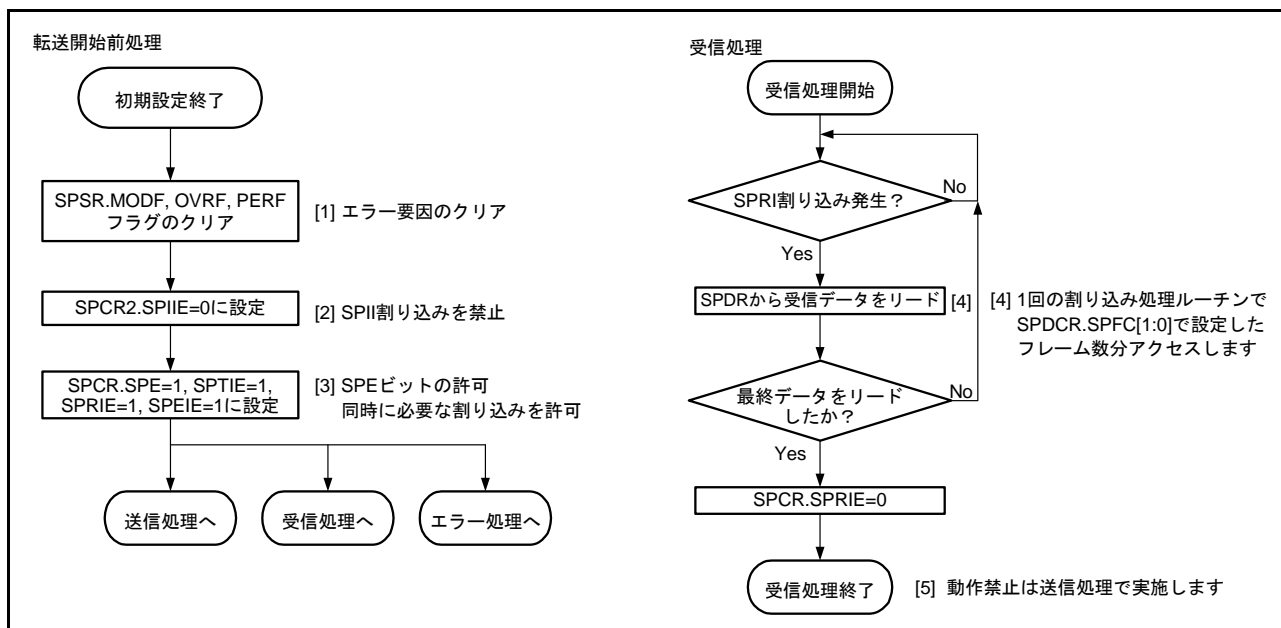 転送開始前処理
初期設定終了
SPSR.MODF, OVRF, PERF
フラグのクリア
[1] エラー要因のクリア
SPCR2.SPIIE=0に設定
[2] SPII割り込みを禁止
SPCR.SPE=1, SPTIE=1,
SPRIE=1, SPEIE=1に設定
[3] SPEビットの許可
同時に必要な割り込みを許可
送信処理へ
受信処理へ
エラー処理へ
受信処理
受信処理開始
SPRI割り込み発生？
No
Yes
SPDRから受信データをリード
[4]
[4] 1回の割り込み処理ルーチンで
SPDCR.SPFC[1:0]で設定した
フレーム数分アクセスします
最終データをリード
したか？
No
Yes
SPCR.SPRIE=0
受信処理終了
[5] 動作禁止は送信処理で実施します